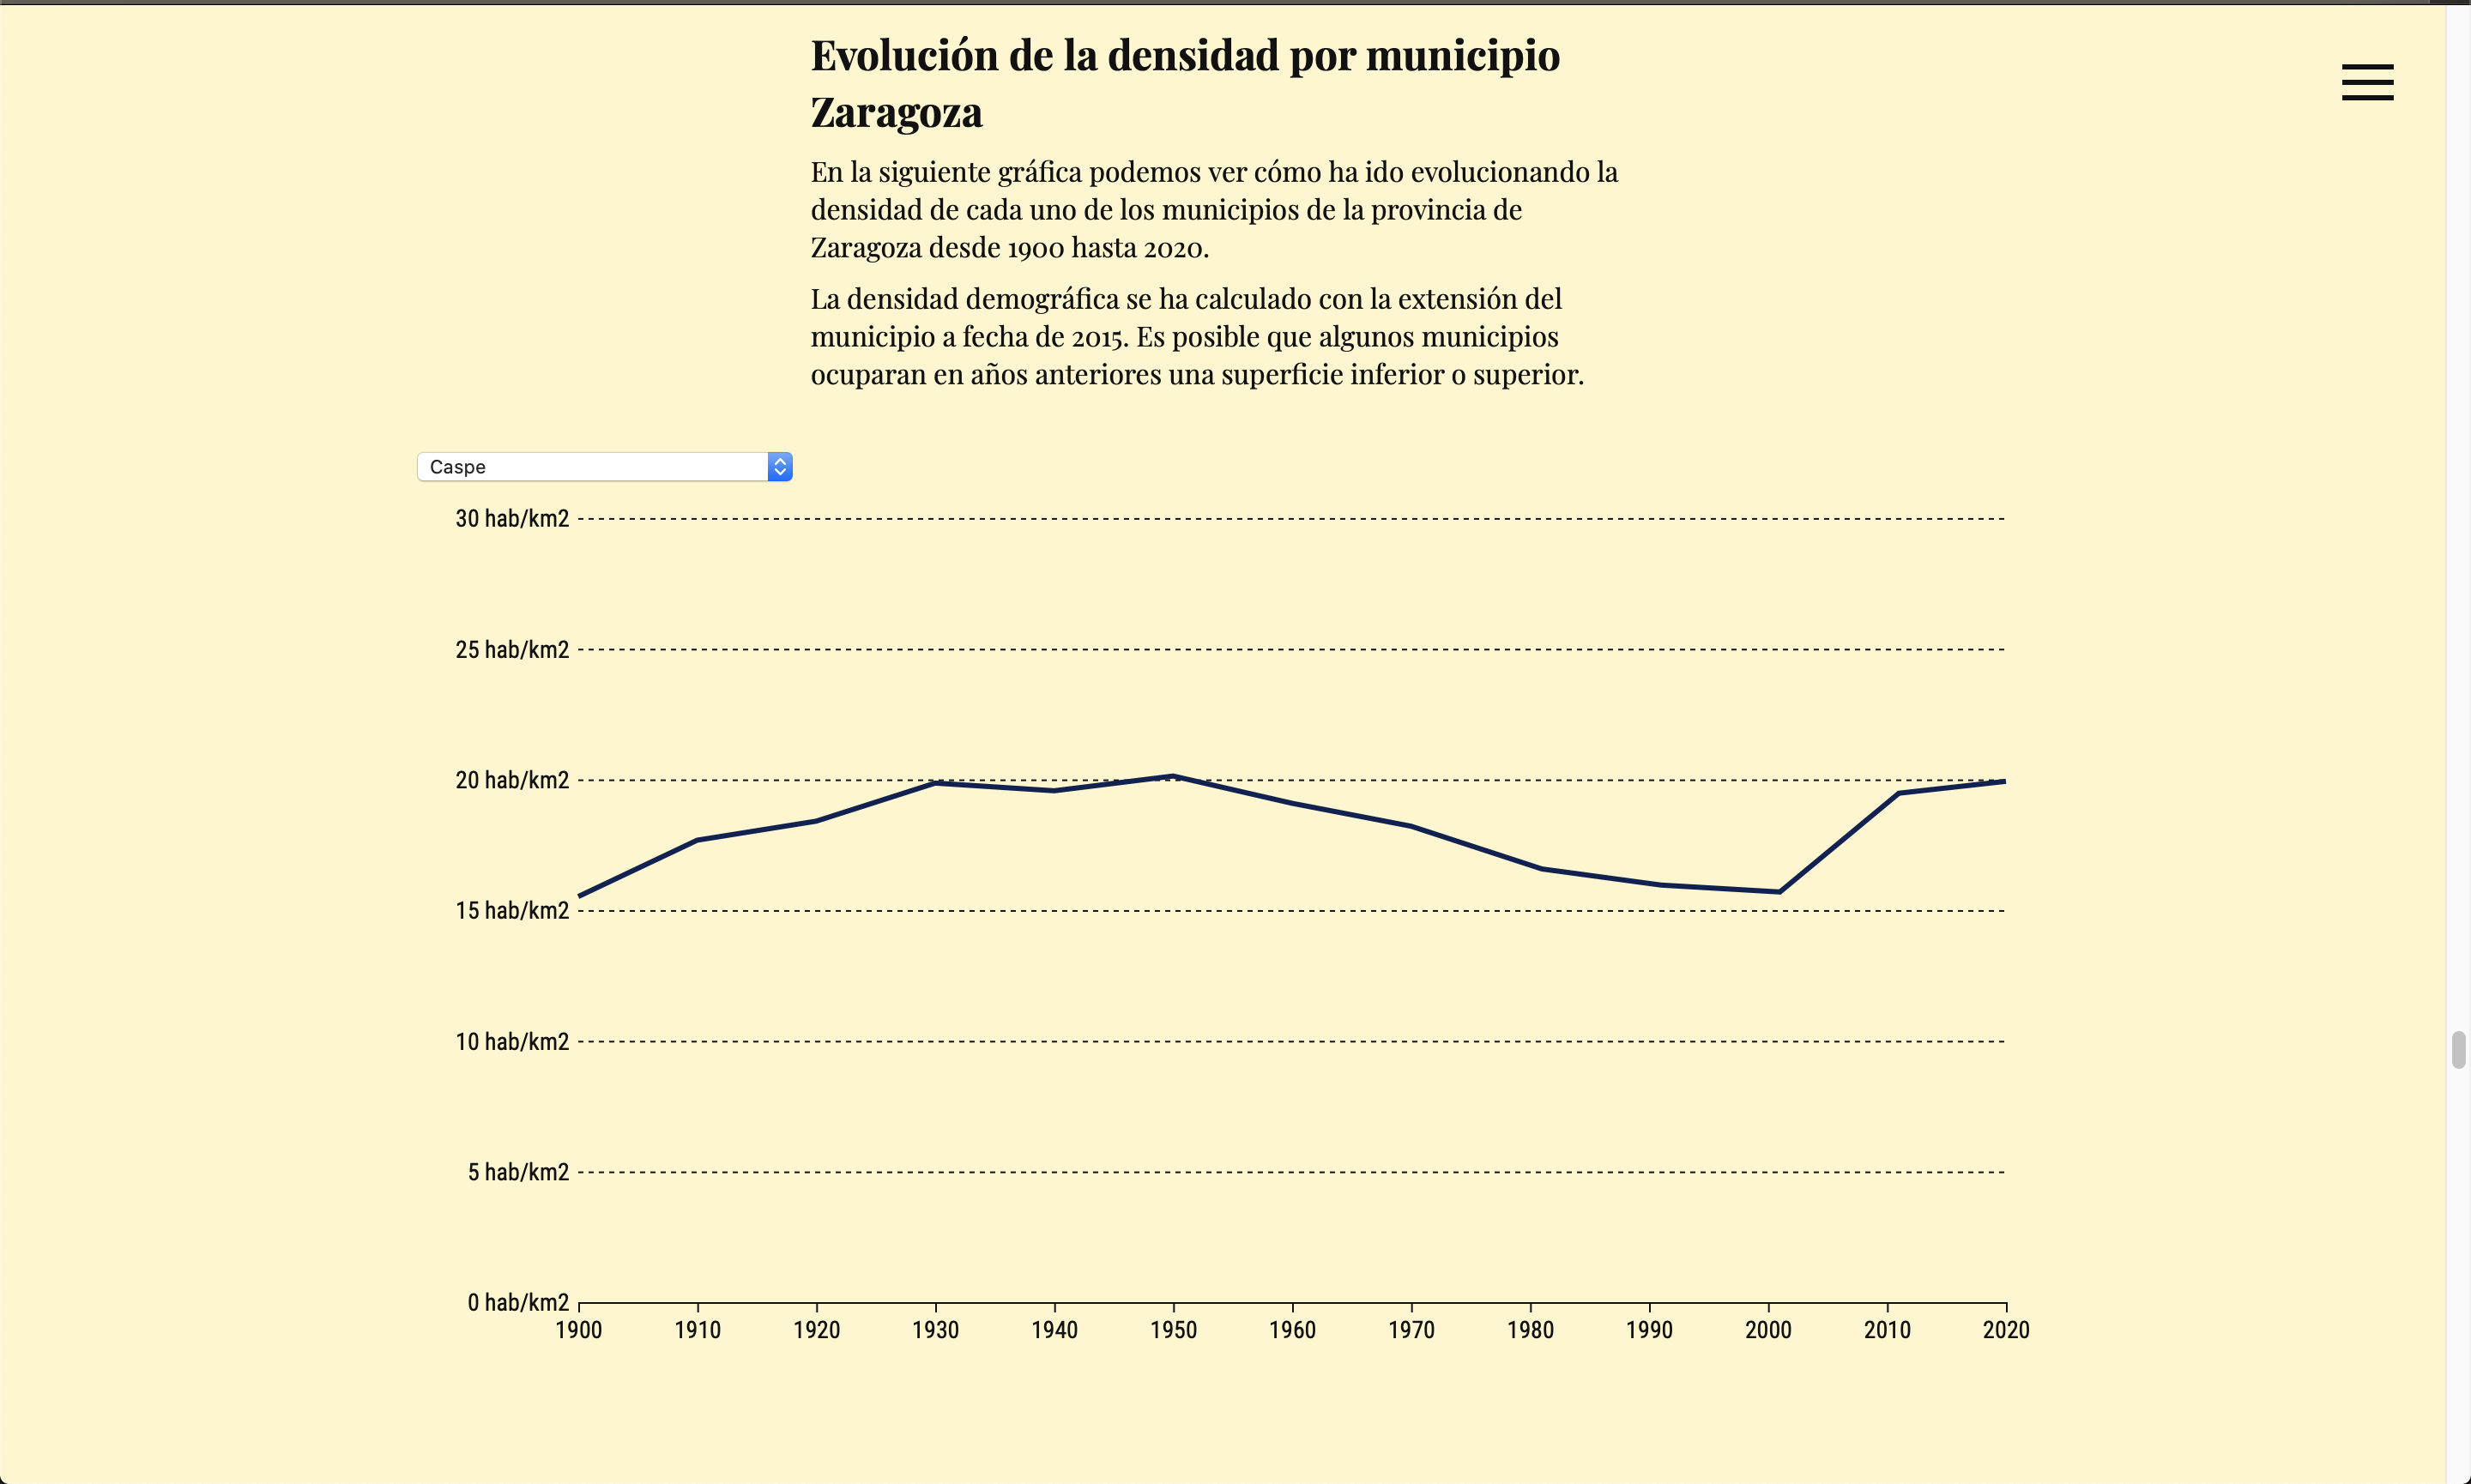 Evolución de la densidad por municipio
Zaragoza
En la siguiente gráfica podemos ver cómo ha ido evolucionando la
densidad de cada uno de los municipios de la provincia de
Zaragoza desde 1900 hasta 2020.
La densidad demográfica se ha calculado con la extensión del
municipio a fecha de 2015. Es posible que algunos municipios
ocuparan en años anteriores una superficie inferior o superior.
Caspe
30 hab/km2
25 hab/km2
20 hab/km2
15 hab/km2
10 hab/km2
5 hab/km2
0 hab/km2
1900 1910 1920 1930 1940 1950 1960 1970 1980 1990 2000 2010 2020